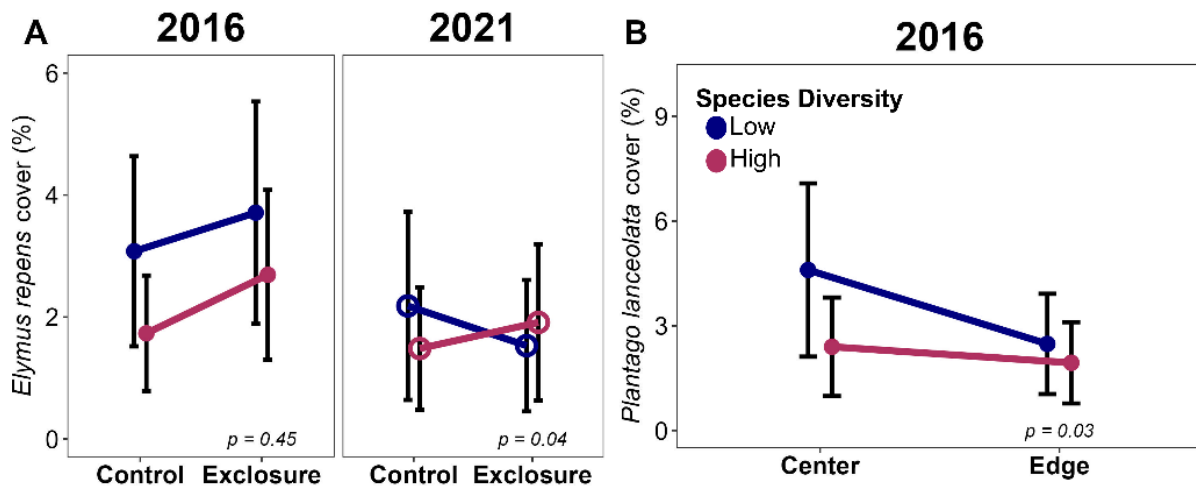 A
2016
2021
Elymus repens cover (%)
6
4
2
0
p = 0.45
p = 0.04
Control
Exclosure
Control
Exclosure
B
2016
Plantago lanceolata cover (%)
9
6
3
0
Species Diversity
Low
High
p = 0.03
Center
Edge